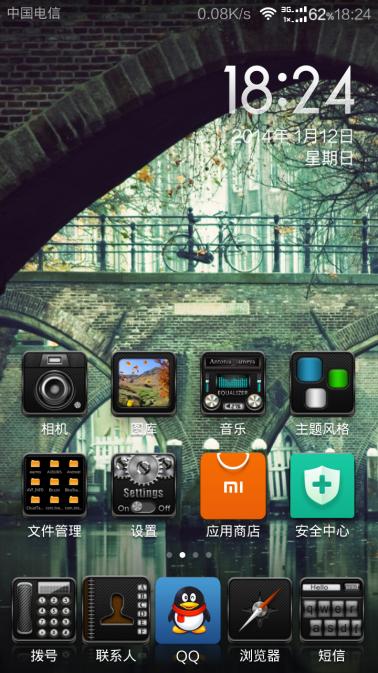 中国电信 0.08K/s 3G 1x 62% 18:24
18:24
2014年 1月12日
星期日
EQUALIZER
相机 图库 音乐 主题风格
Settings
On Off
mi
文件管理 设置 应用商店 安全中心
A
B
C
D
E
F
Hello
q w e r
a s d f
拨号 联系人 QQ 浏览器 短信